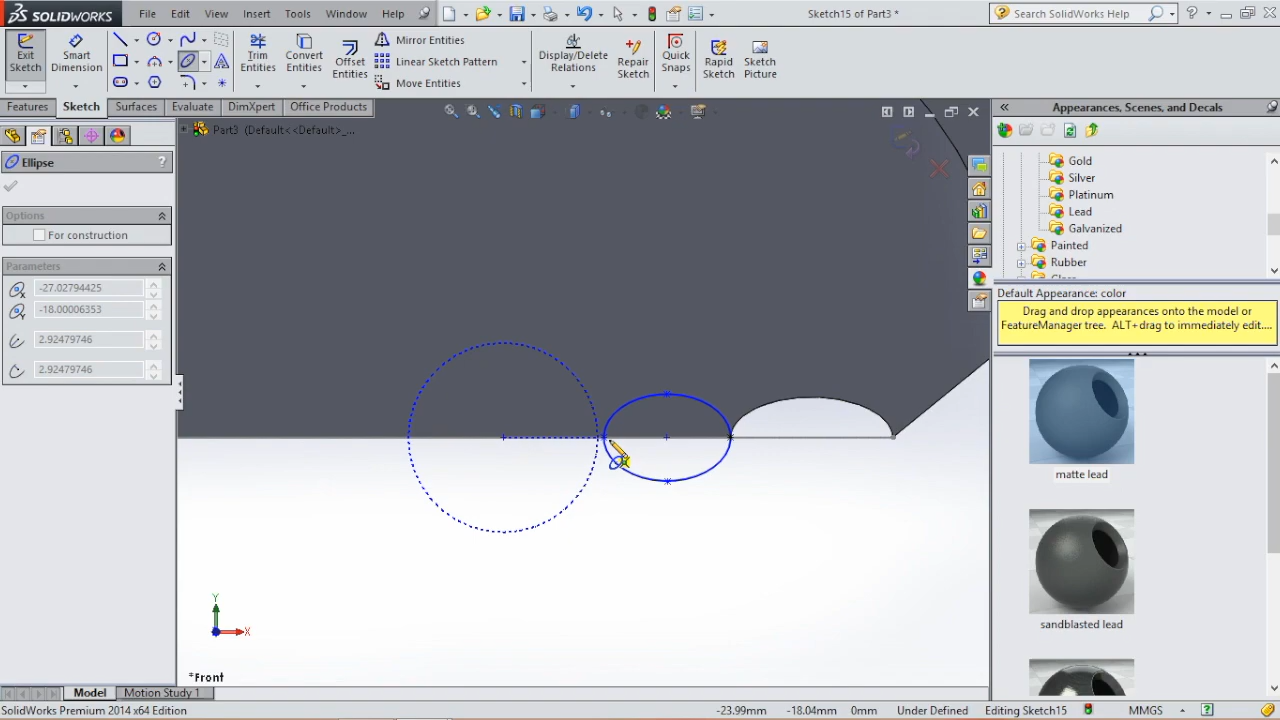 SOLIDWORKS
File
Edit
View
Insert
Tools
Window
Help
Sketch15 of Part3 *
Search SolidWorks Help
Exit Sketch
Smart Dimension
Trim Entities
Convert Entities
Offset Entities
Mirror Entities
Linear Sketch Pattern
Move Entities
Display/Delete Relations
Repair Sketch
Quick Snaps
Rapid Sketch
Sketch Picture
Features
Sketch
Surfaces
Evaluate
DimXpert
Office Products
Appearances, Scenes, and Decals
Part3 (Default<<Default>_...
Ellipse
?
Options
For construction
Parameters
-27.02794425
-18.00006353
2.92479746
2.92479746
Gold
Silver
Platinum
Lead
Galvanized
Painted
Rubber
Default Appearance: color
Drag and drop appearances onto the model or
FeatureManager tree. ALT+drag to immediately edit....
matte lead
sandblasted lead
Y
X
*Front
Model
Motion Study 1
SolidWorks Premium 2014 x64 Edition
-23.99mm
-18.04mm
0mm
Under Defined
Editing Sketch15
MMGS
?